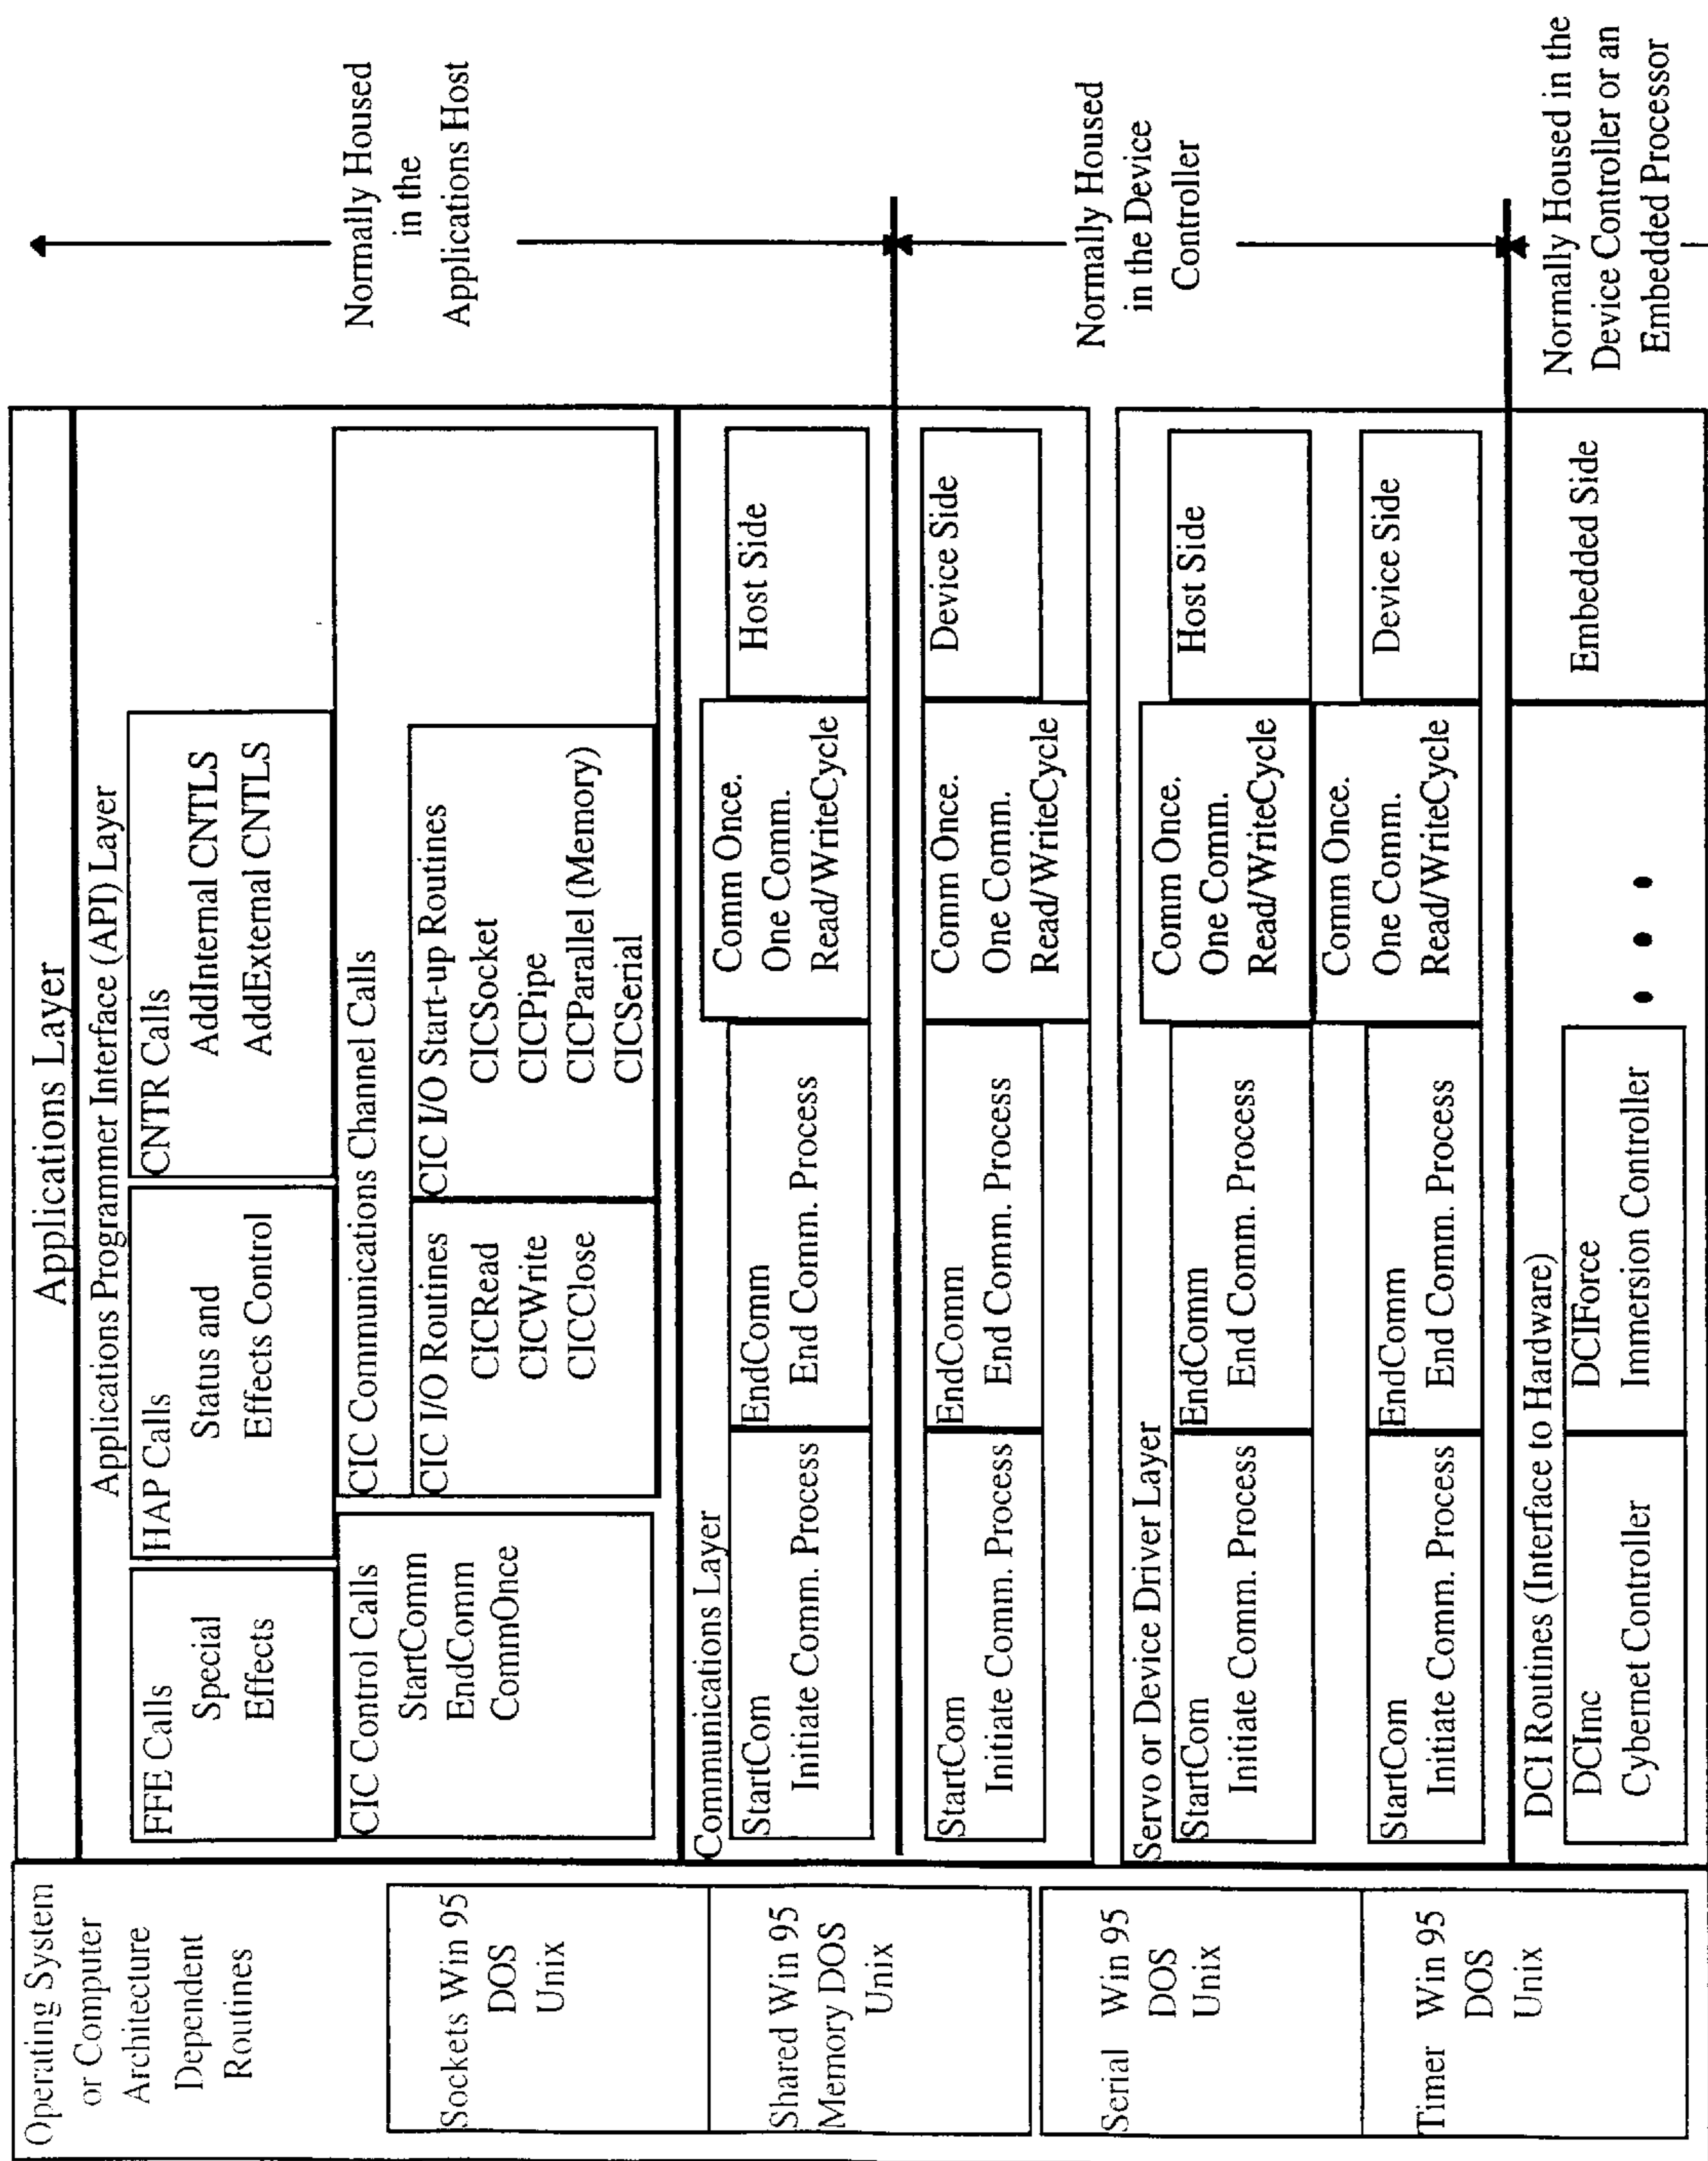 Operating System
or Computer
Architecture
Dependent
Routines
Sockets Win 95
DOS
Unix
Shared Win 95
Memory DOS
Unix
Serial Win 95
DOS
Unix
Timer Win 95
DOS
Unix
Applications Layer
Applications Programmer Interface (API) Layer
FFE Calls
Special
Effects
HAP Calls
Status and
Effects Control
CNTR Calls
AddInternal CNTLS
AddExternal CNTLS
CIC Control Calls
StartComm
EndComm
CommOnce
CIC Communications Channel Calls
CIC I/O Routines
CICRead
CICWrite
CICClose
CIC I/O Start-up Routines
CICSocket
CICPipe
CICParallel (Memory)
CICSerial
Communications Layer
StartCom
Initiate Comm. Process
EndComm
End Comm. Process
Comm Once.
One Comm.
Read/WriteCycle
Host Side
StartCom
Initiate Comm. Process
EndComm
End Comm. Process
Comm Once.
One Comm.
Read/WriteCycle
Device Side
Servo or Device Driver Layer
StartCom
Initiate Comm. Process
EndComm
End Comm. Process
Comm Once.
One Comm.
Read/WriteCycle
Host Side
StartCom
Initiate Comm. Process
EndComm
End Comm. Process
Comm Once.
One Comm.
Read/WriteCycle
Device Side
DCI Routines (Interface to Hardware)
DCImc
Cybernet Controller
DCIForce
Immersion Controller
• • •
Embedded Side
Normally Housed
in the
Applications Host
Normally Housed
in the Device
Controller
Normally Housed in the
Device Controller or an
Embedded Processor